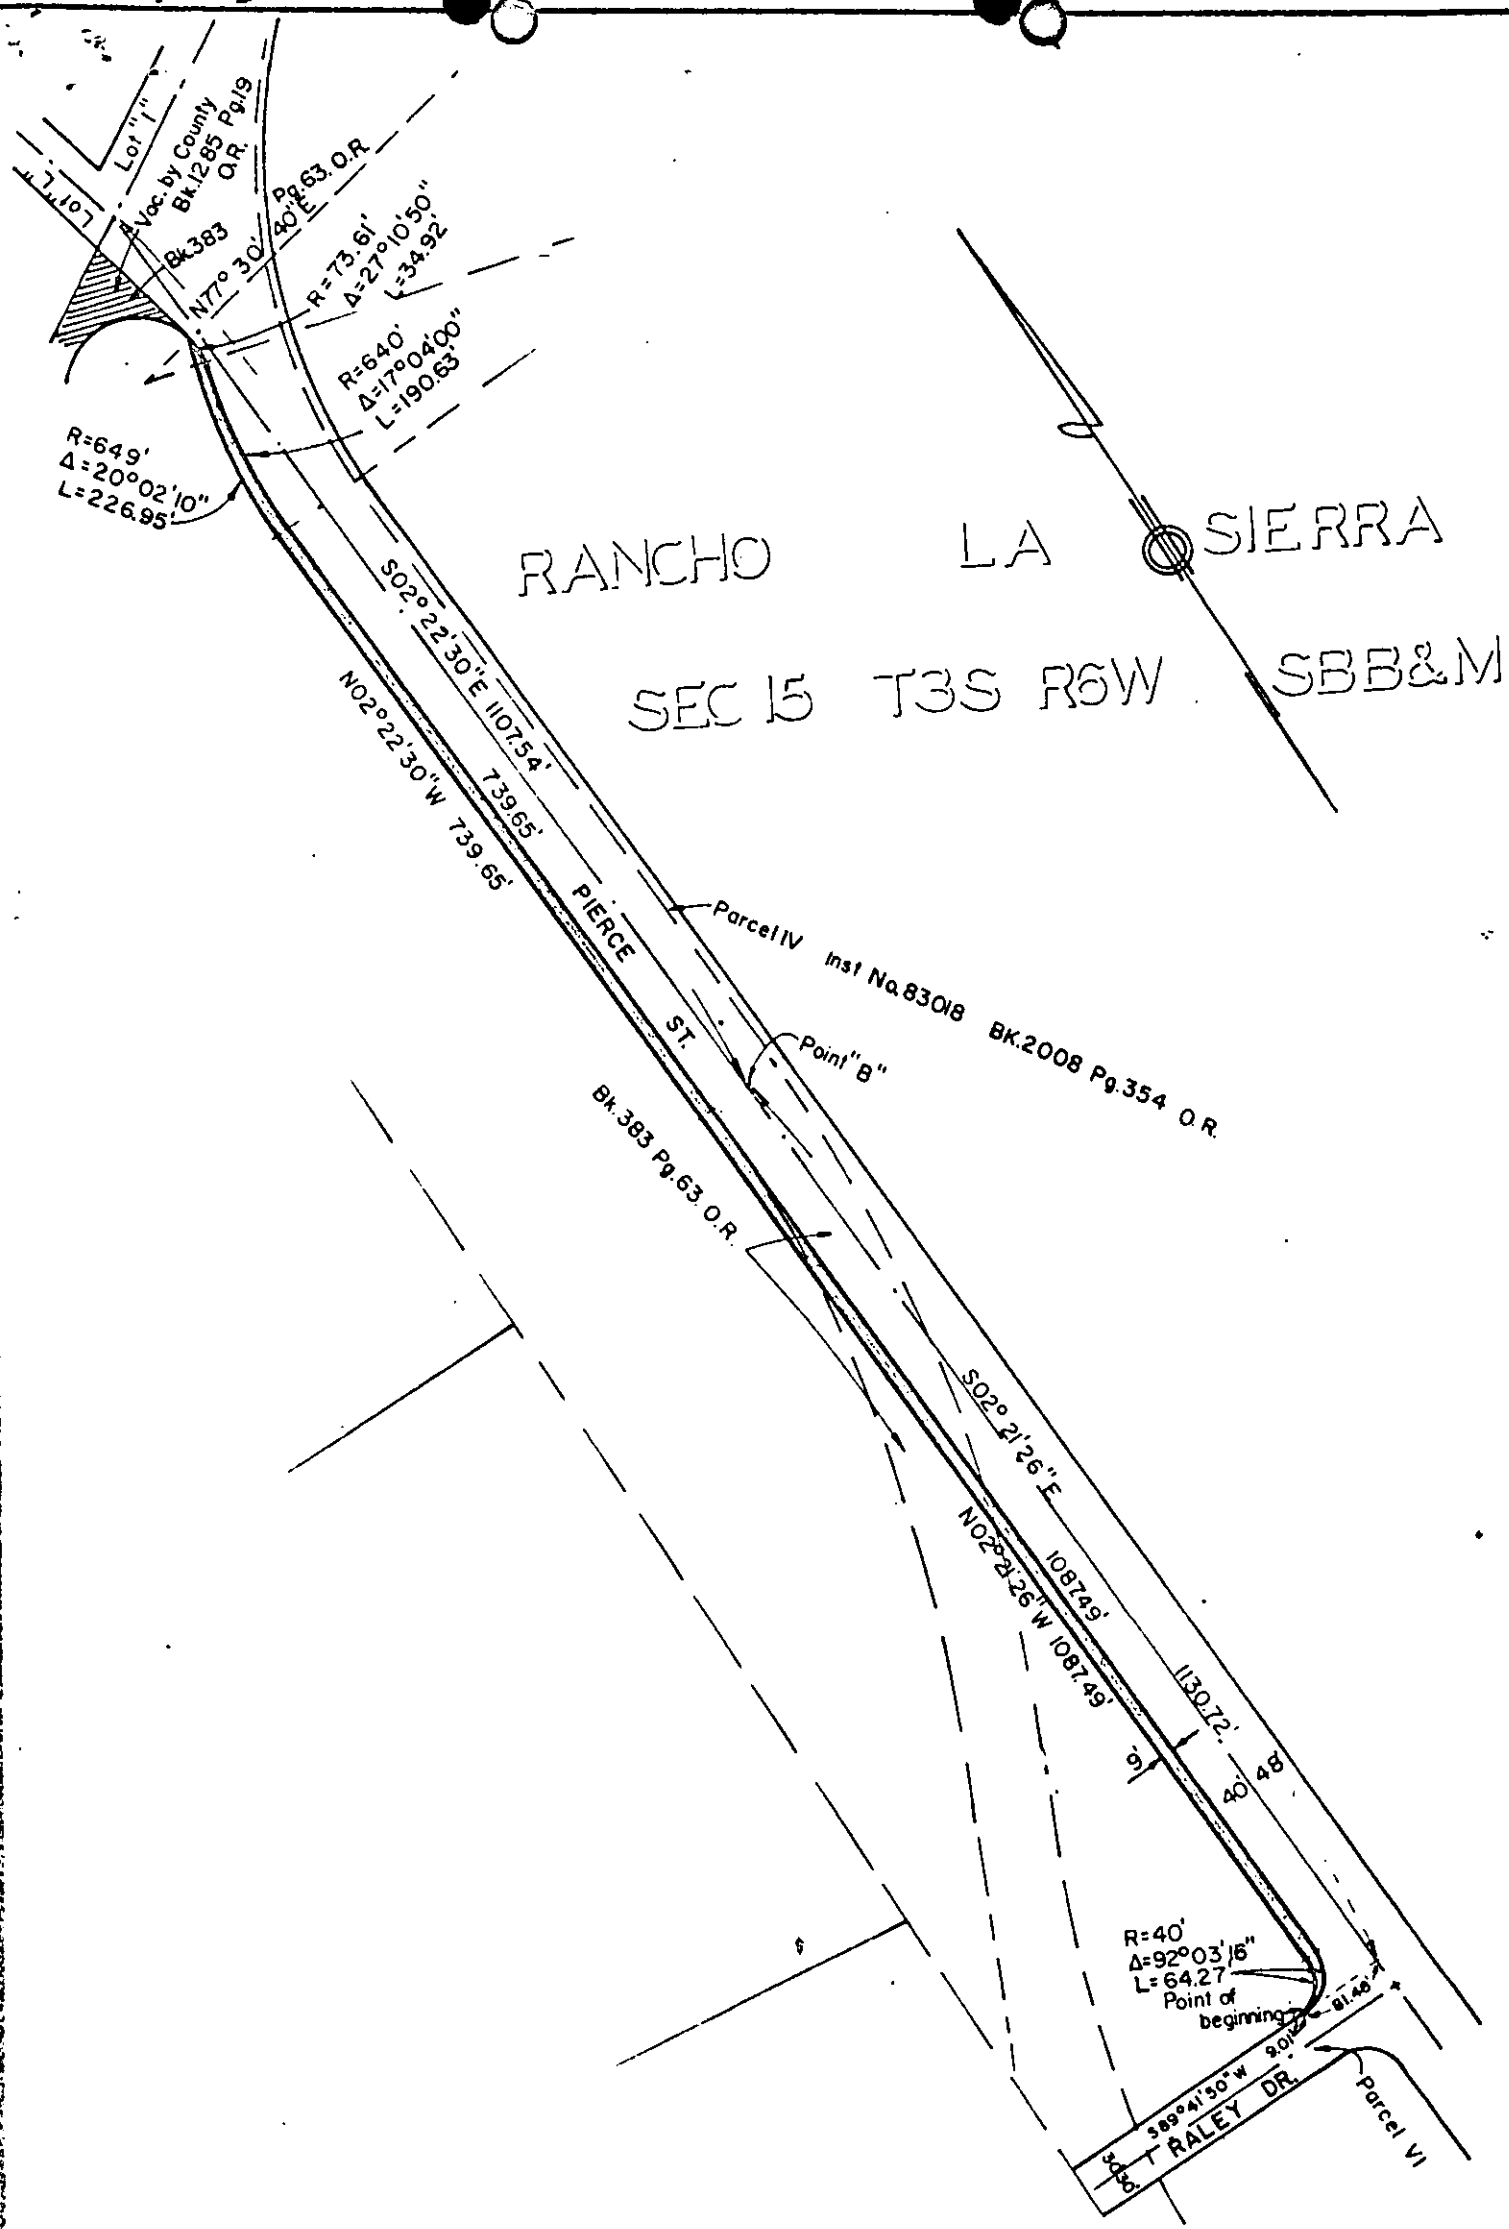 Lot "I"
Vac. by County
Bk.1285 Pg.19
O.R.
Lot "L"
Bk.383 Pg.63. O.R.
N77° 30' 40"E
R=73.61'
Δ=27°10'50"
L=34.92'
R=640'
Δ=17°04'00"
L=190.63'
R=649'
Δ=20°02'10"
L=226.95'
RANCHO LA SIERRA
SEC 15 T3S R6W SBB&M
S02°22'30"E 1107.54'
739.65'
N02°22'30"W 739.65'
PIERCE ST.
Parcel IV Inst No. 83018 BK.2008 Pg.354 O.R.
Point "B"
Bk.383 Pg.63. O.R.
S02° 21'26"E
1130.72'
1087.49'
N02°21'26"W 1087.49'
9'
40' 48'
R=40'
Δ=92°03'16"
L=64.27
Point of
beginning
81.46'
9.01'
S89°41'50"W
RALEY DR.
30' 30'
Parcel VI